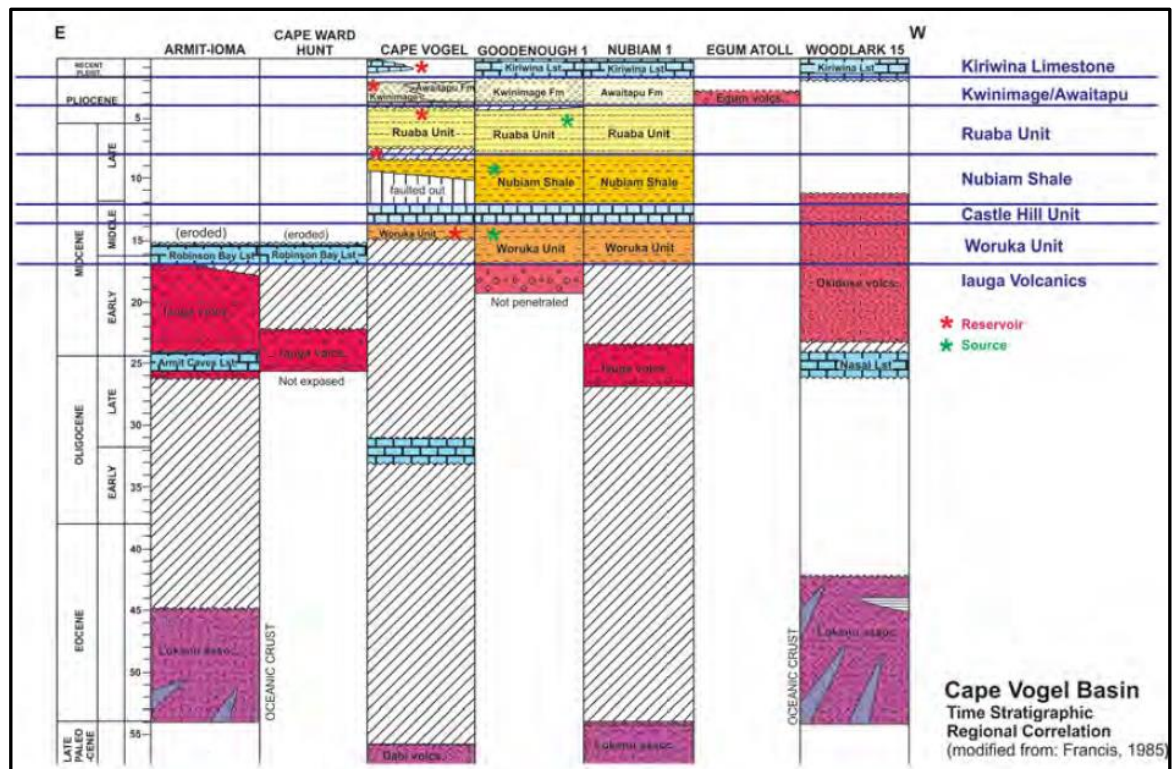 E
W
ARMIT-IOMA
CAPE WARD
HUNT
CAPE VOGEL
GOODENOUGH 1
NUBIAM 1
EGUM ATOLL
WOODLARK 15
RECENT
PLEIST.
Kiriwina Lst
Kiriwina Lst
Kiriwina Lst
Kiriwina Limestone
PLIOCENE
Awaitapu Fm
Kwinimage
Kwinimage Fm
Awaitapu Fm
Egum volcs.
Kwinimage/Awaitapu
5
Ruaba Unit
Ruaba Unit
Ruaba Unit
Ruaba Unit
MIOCENE
LATE
10
faulted out
Nubiam Shale
Nubiam Shale
Nubiam Shale
Castle Hill Unit
MIDDLE
15
(eroded)
(eroded)
Robinson Bay Lst
Robinson Bay Lst
Woruka Unit
Woruka Unit
Woruka Unit
Woruka Unit
EARLY
20
Iauga volcs.
Not penetrated
Okiduse volcs.
Iauga Volcanics
* Reservoir
* Source
Iauga volcs.
Iauga volcs.
25
Armit Caves Lst
Not exposed
Nasai Lst
OLIGOCENE
LATE
30
EARLY
35
EOCENE
40
45
Lokanu assoc.
OCEANIC CRUST
OCEANIC CRUST
Lokanu assoc.
50
LATE
PALEO
-CENE
55
Dabi volcs.
Lokanu assoc.
Cape Vogel Basin
Time Stratigraphic
Regional Correlation
(modified from: Francis, 1985)